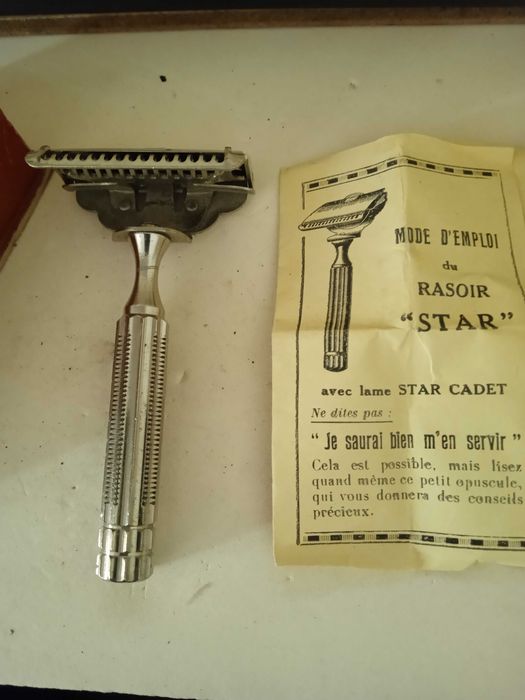 MODE D'EMPLOI
du
RASOIR
“STAR”
avec lame STAR CADET
Ne dites pas :
“ Je saurai bien m'en servir ”
Cela est possible, mais lisez
quand même ce petit opuscule,
qui vous donnera des conseils
précieux.